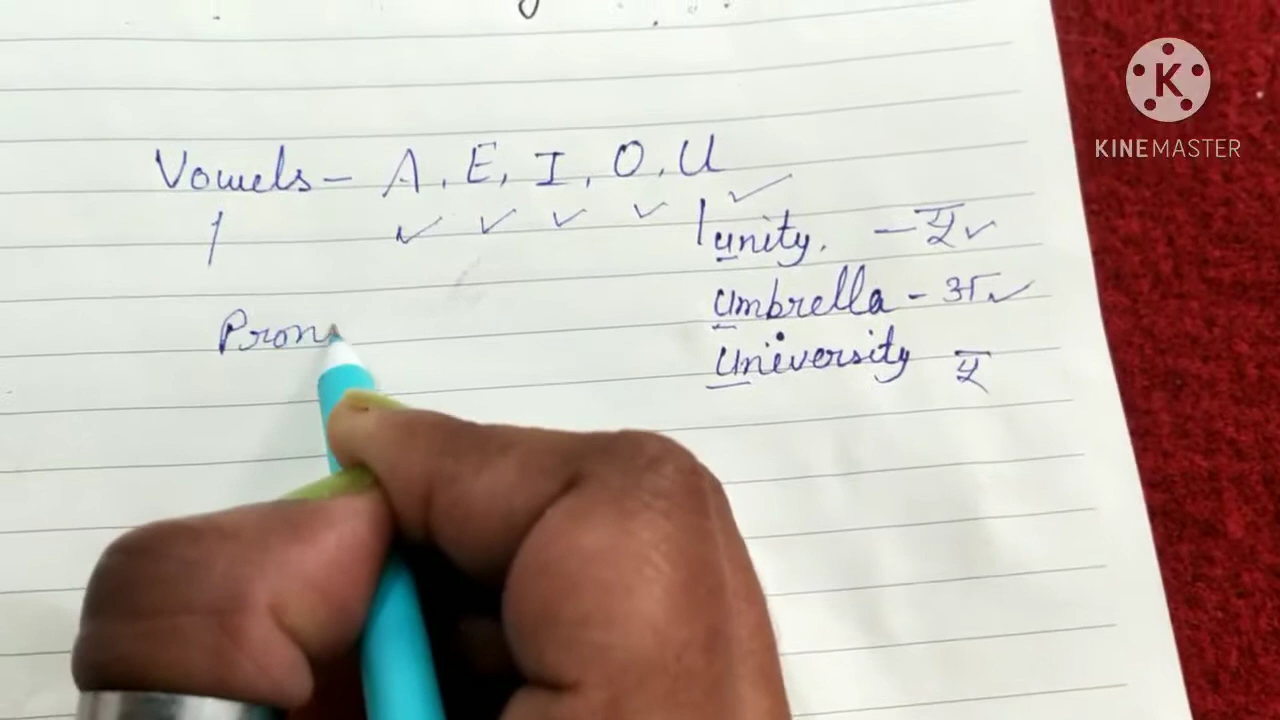 Vowels - A, E, I, O, U
unity. - यू
umbrella - अ
University यू
Pron
KINEMASTER